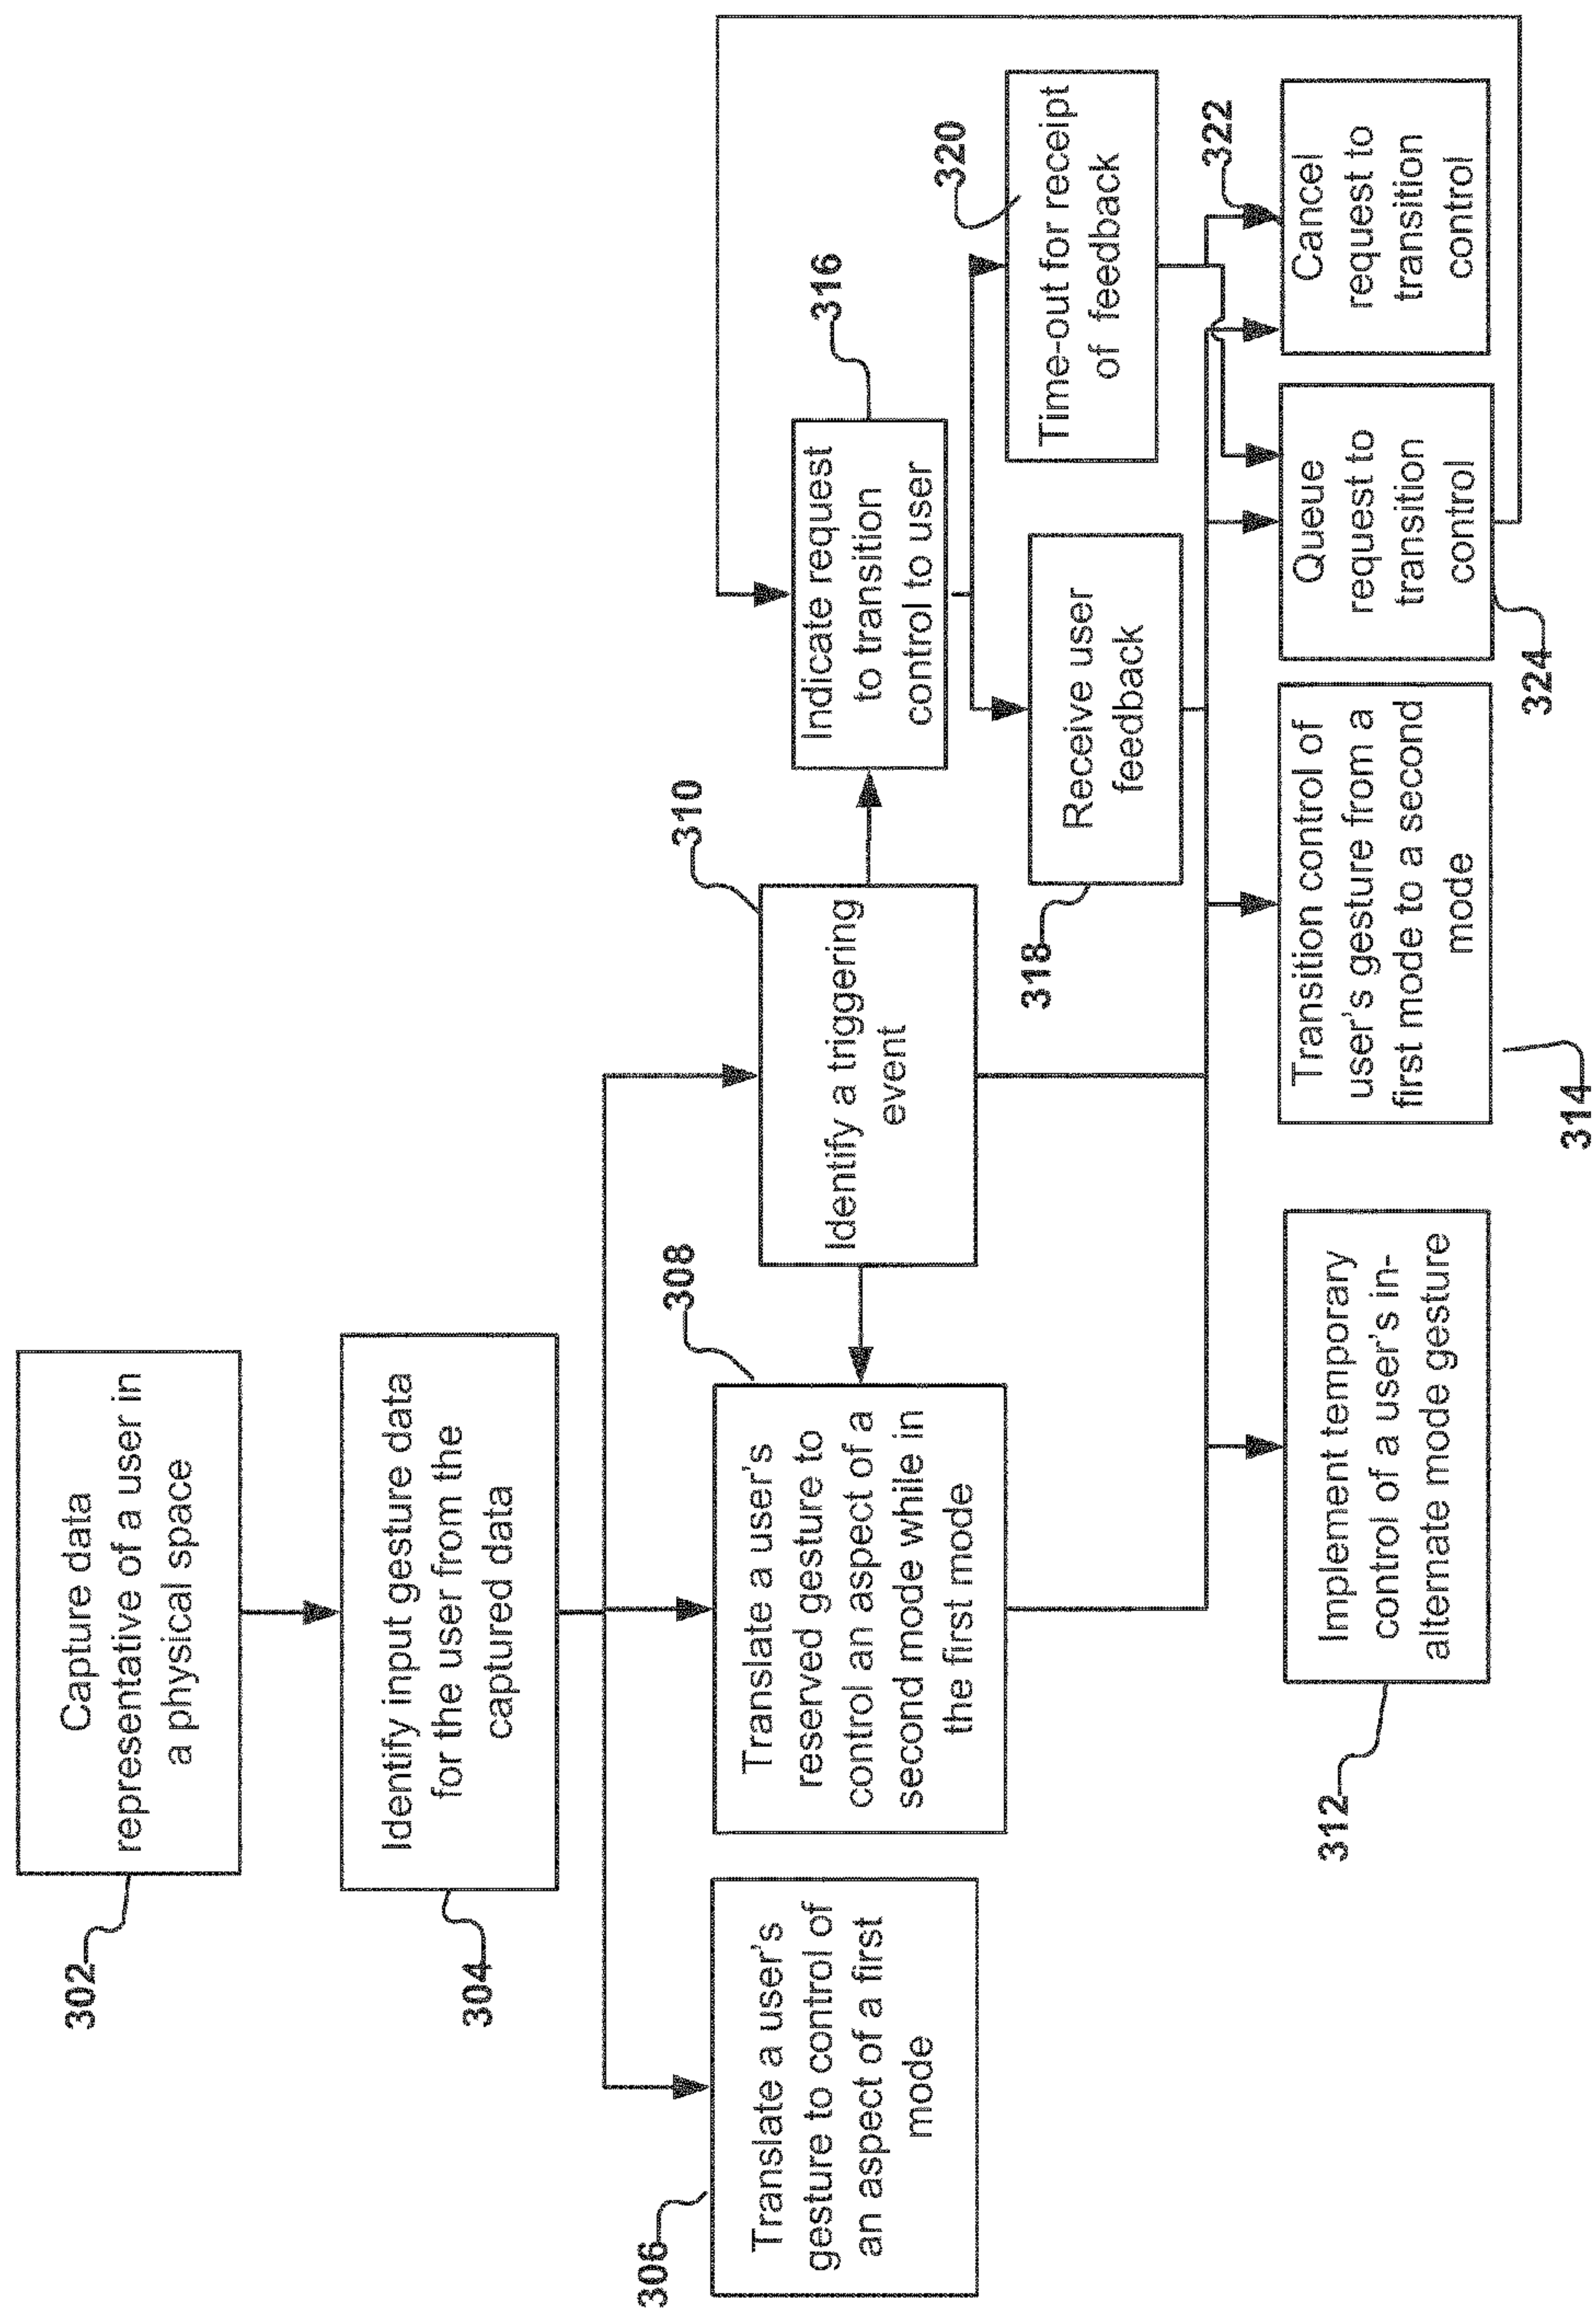 302
Capture data
representative of a user in
a physical space
304
Identify input gesture data
for the user from the
captured data
306
Translate a user's
gesture to control of
an aspect of a first
mode
308
Translate a user's
reserved gesture to
control an aspect of a
second mode while in
the first mode
310
Identify a triggering
event
316
Indicate request
to transition
control to user
318
Receive user
feedback
320
Time-out for receipt
of feedback
312
Implement temporary
control of a user's in-
alternate mode gesture
314
Transition control of
user's gesture from a
first mode to a second
mode
324
Queue
request to
transition
control
322
Cancel
request to
transition
control